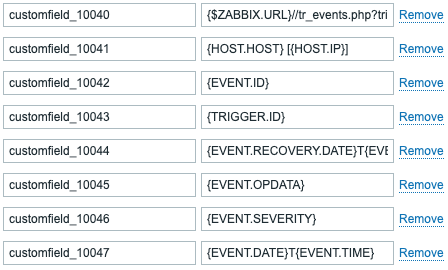 customfield_10040 {$ZABBIX.URL}//tr_events.php?tri Remove
customfield_10041 {HOST.HOST} [{HOST.IP}] Remove
customfield_10042 {EVENT.ID} Remove
customfield_10043 {TRIGGER.ID} Remove
customfield_10044 {EVENT.RECOVERY.DATE}T{EVE Remove
customfield_10045 {EVENT.OPDATA} Remove
customfield_10046 {EVENT.SEVERITY} Remove
customfield_10047 {EVENT.DATE}T{EVENT.TIME} Remove